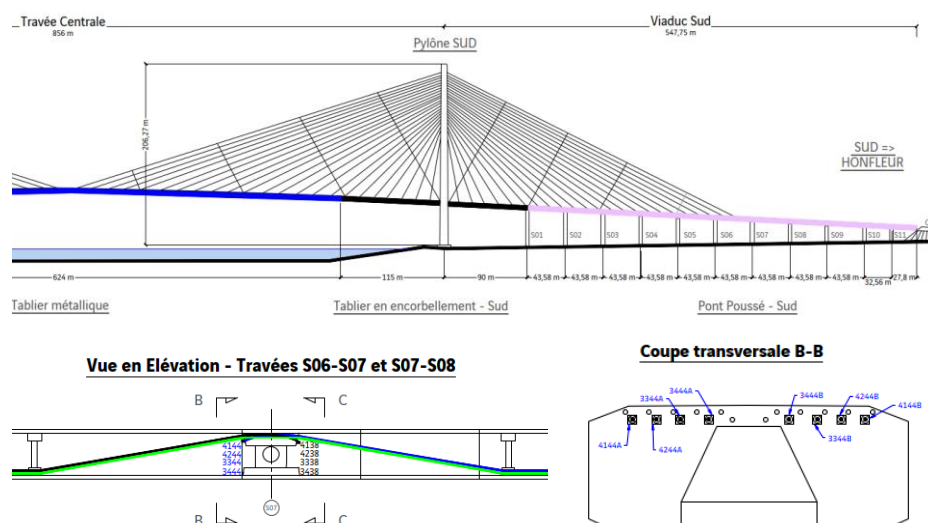 Travée Centrale
856 m
Viaduc Sud
547,75 m
Pylône SUD
206,27 m
SUD =>
HONFLEUR
S01
S02
S03
S04
S05
S06
S07
S08
S09
S10
S11
624 m
115 m
90 m
43,58 m
43,58 m
43,58 m
43,58 m
43,58 m
43,58 m
43,58 m
43,58 m
43,58 m
32,56 m
27,8 m
Tablier métallique
Tablier en encorbellement - Sud
Pont Poussé - Sud
Vue en Elévation - Travées S06-S07 et S07-S08
B
C
4144
4244
3344
3444
4138
4238
3338
3438
S07
B
C
Coupe transversale B-B
3444A
3344A
3444B
4244B
4144B
4144A
4244A
3344B